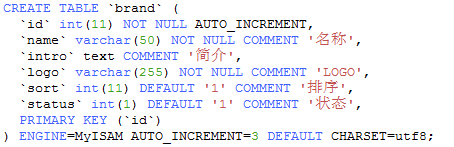 CREATE TABLE `brand` (
  `id` int(11) NOT NULL AUTO_INCREMENT,
  `name` varchar(50) NOT NULL COMMENT '名称',
  `intro` text COMMENT '简介',
  `logo` varchar(255) NOT NULL COMMENT 'LOGO',
  `sort` int(11) DEFAULT '1' COMMENT '排序',
  `status` int(1) DEFAULT '1' COMMENT '状态',
  PRIMARY KEY (`id`)
) ENGINE=MyISAM AUTO_INCREMENT=3 DEFAULT CHARSET=utf8;